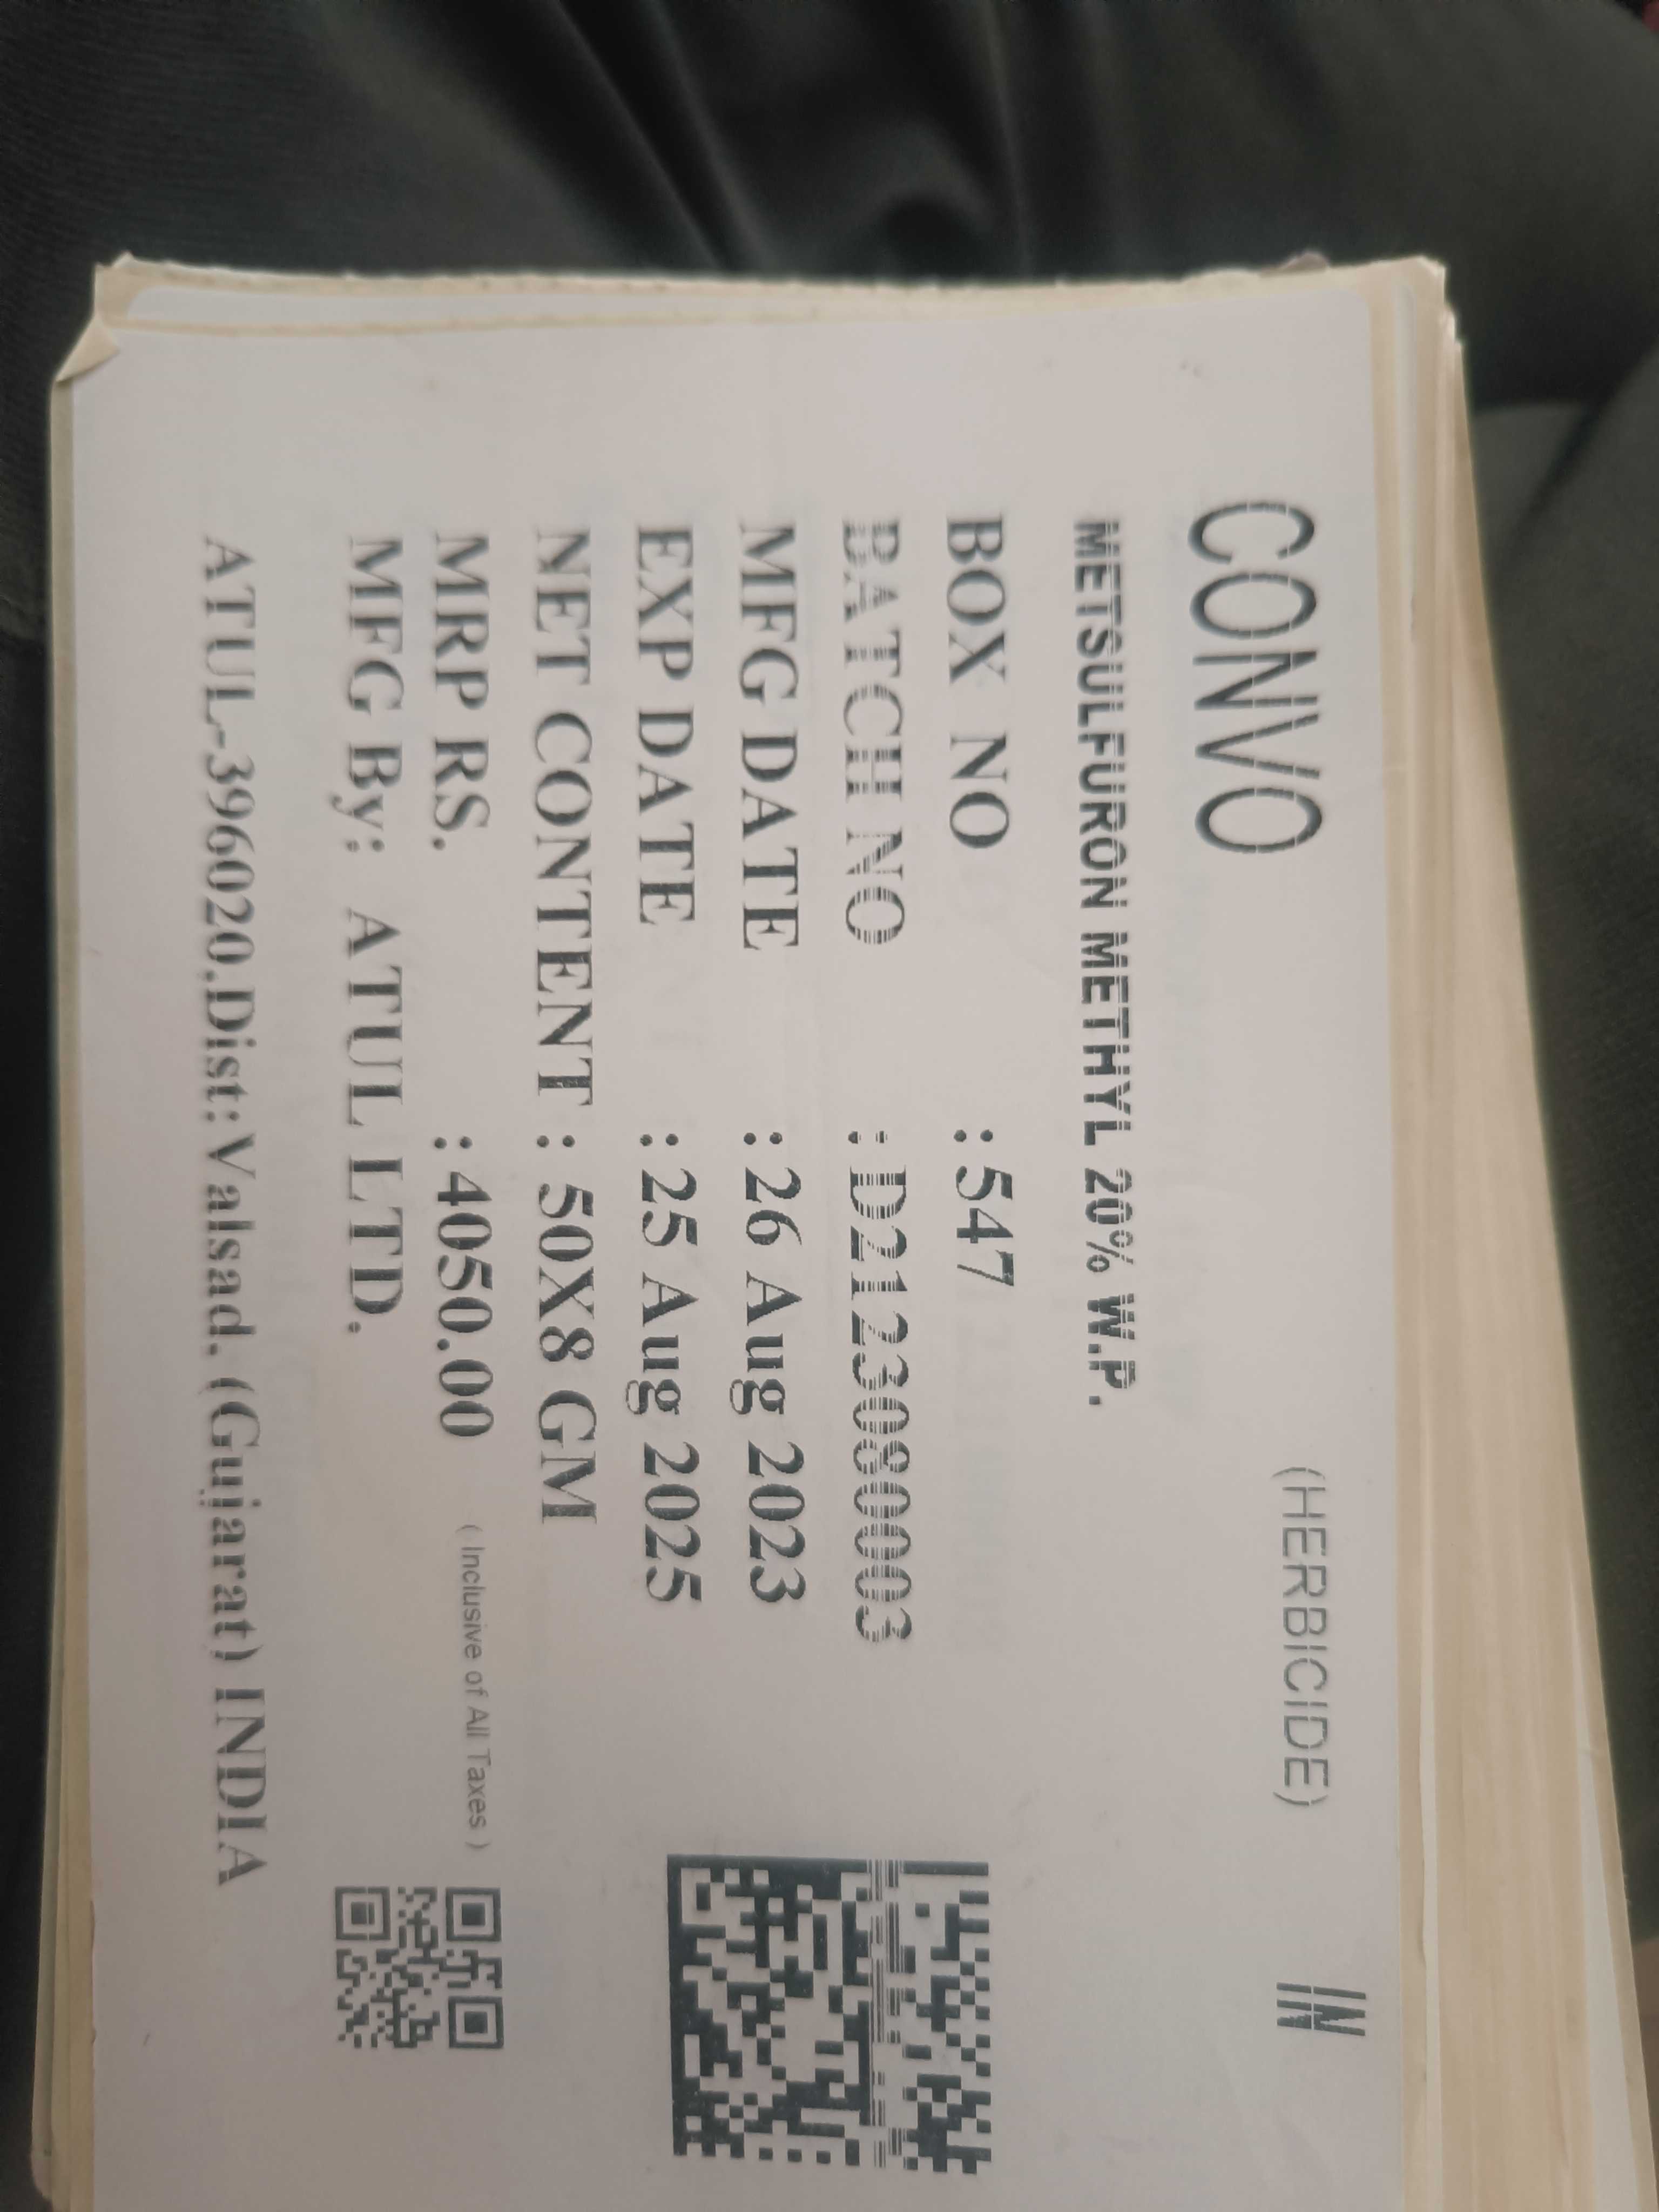 CONVO (HERBICIDE) IN
METSULFURON METHYL 20% W.P.
BOX NO : 547
BATCH NO : D2123080003
MFG DATE : 26 Aug 2023
EXP DATE : 25 Aug 2025
NET CONTENT : 50X8 GM
MRP RS. : 4050.00 ( Inclusive of All Taxes )
MFG By: ATUL LTD.
ATUL-396020.Dist:Valsad. (Gujarat) INDIA